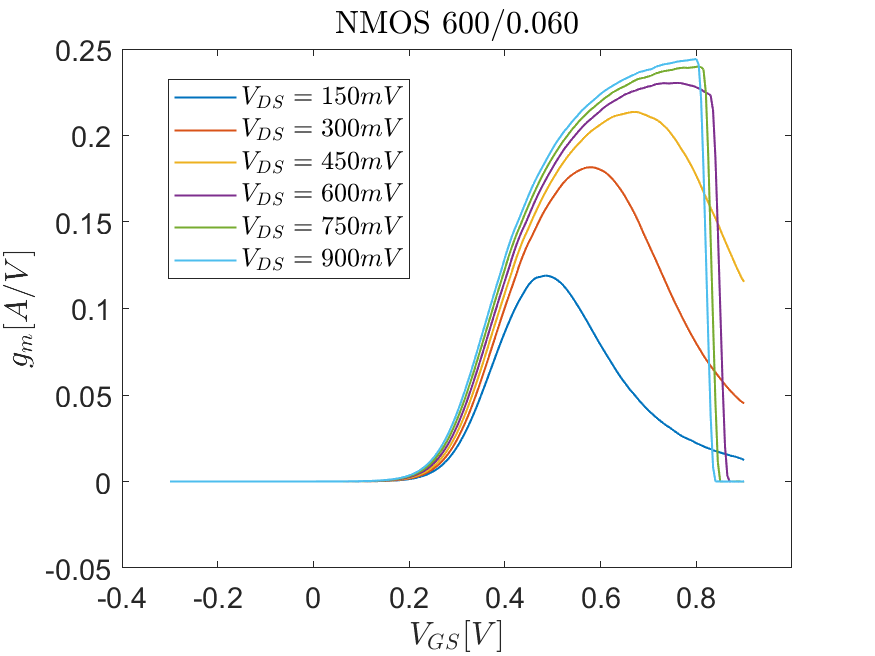 NMOS 600/0.060
0.25
0.2
0.15
0.1
0.05
0
-0.05
g_m[A/V]
V_DS = 150mV
V_DS = 300mV
V_DS = 450mV
V_DS = 600mV
V_DS = 750mV
V_DS = 900mV
-0.4 -0.2 0 0.2 0.4 0.6 0.8
V_GS[V]